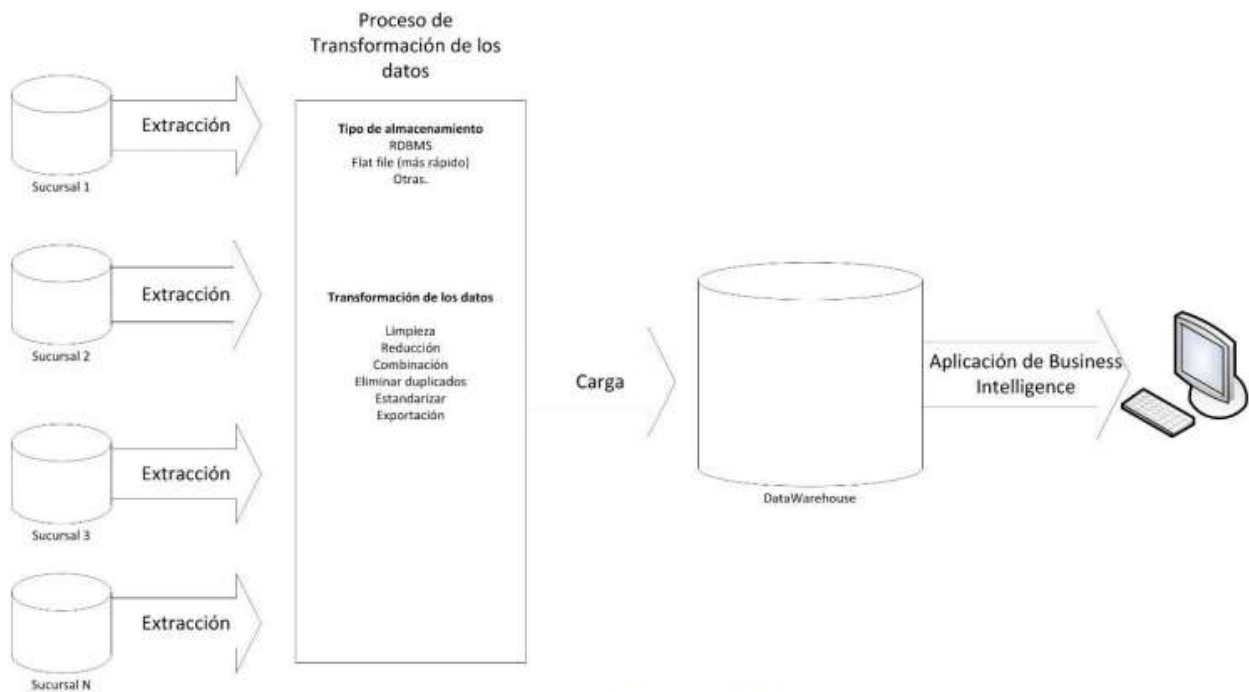 Proceso de
Transformación de los
datos
Extracción
Sucursal 1
Extracción
Sucursal 2
Extracción
Sucursal 3
Extracción
Sucursal N
Tipo de almacenamiento
RDBMS
Flat file (más rápido)
Otras.
Transformación de los datos
Limpieza
Reducción
Combinación
Eliminar duplicados
Estandarizar
Exportación
Carga
DataWarehouse
Aplicación de Business
Intelligence